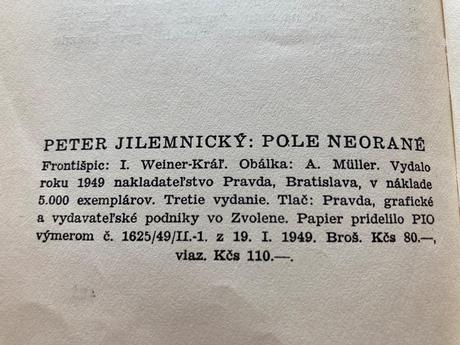 PETER JILEMNICKÝ: POLE NEORANÉ
Frontišpic: I. Weiner-Kráľ. Obálka: A. Müller. Vydalo
roku 1949 nakladateľstvo Pravda, Bratislava, v náklade
5.000 exemplárov. Tretie vydanie. Tlač: Pravda, grafické
a vydavateľské podniky vo Zvolene. Papier pridelilo PIO
výmerom č. 1625/49/II.-1. z 19. I. 1949. Broš. Kčs 80.—,
viaz. Kčs 110.—.